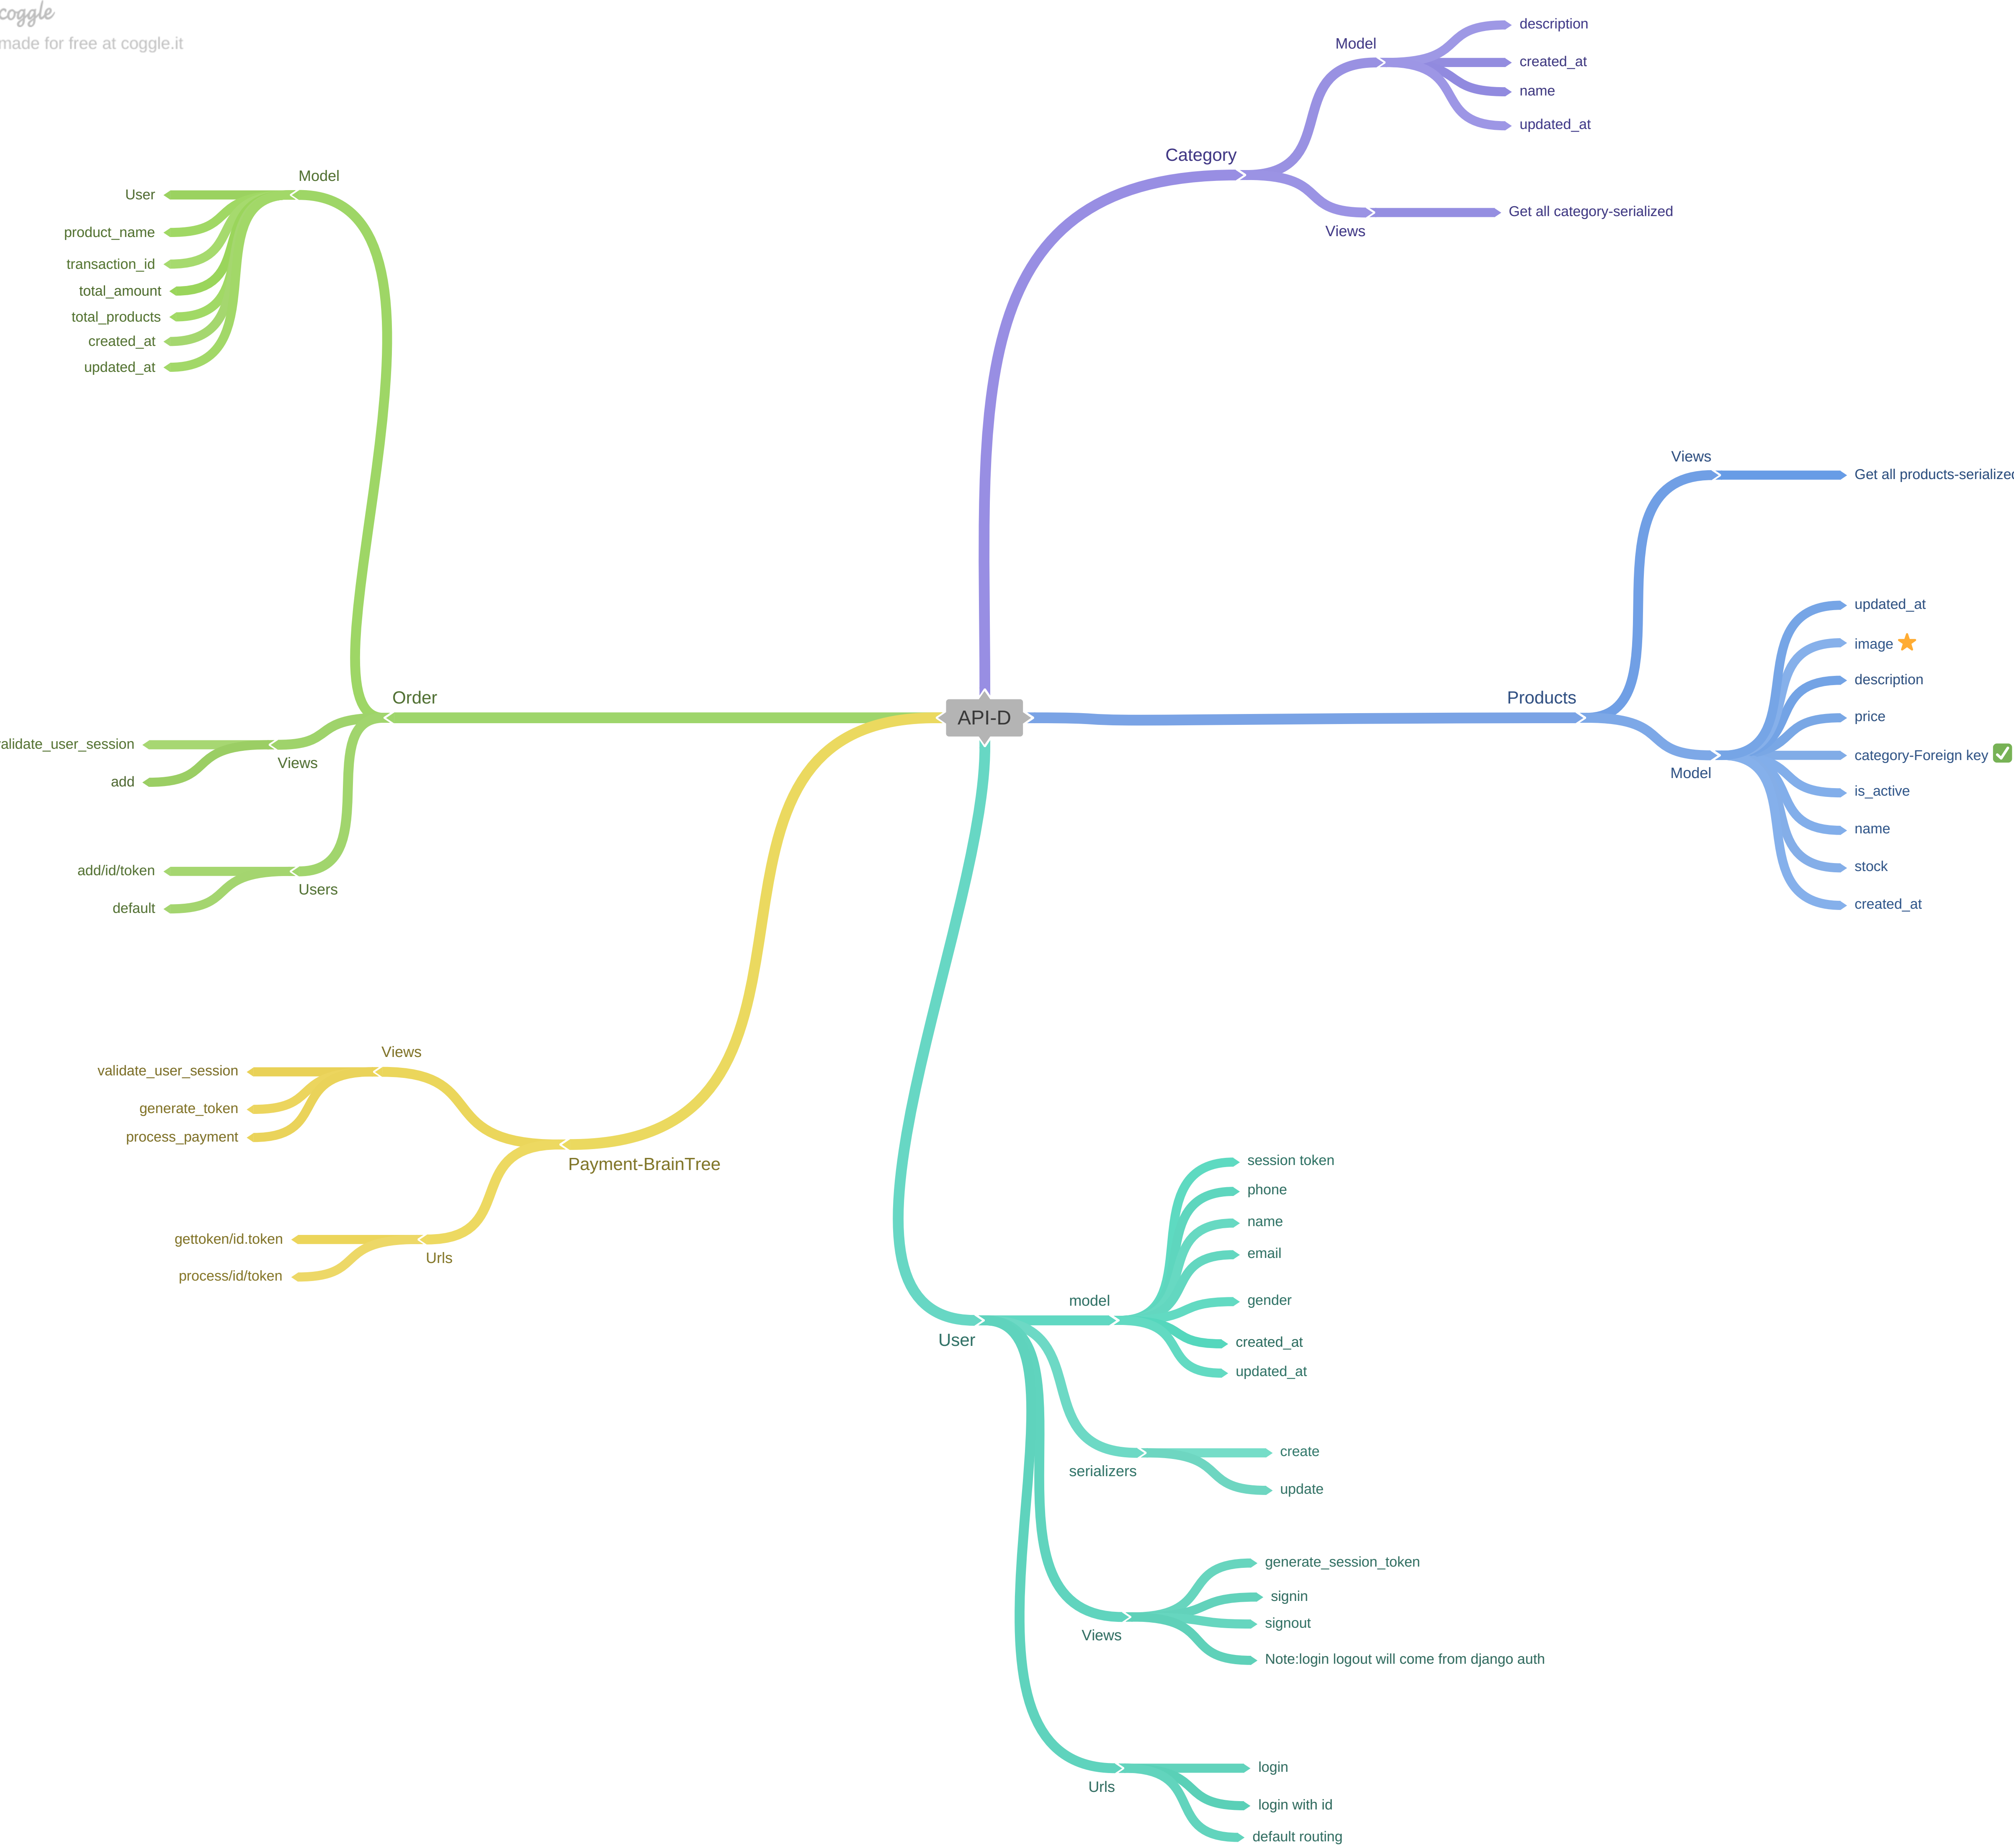 coggle
made for free at coggle.it
API-D
Category
Model
description
created_at
name
updated_at
Views
Get all category-serialized
Products
Views
Get all products-serialized
Model
updated_at
image
description
price
category-Foreign key
is_active
name
stock
created_at
User
model
session token
phone
name
email
gender
created_at
updated_at
serializers
create
update
Views
generate_session_token
signin
signout
Note:login logout will come from django auth
Urls
login
login with id
default routing
Payment-BrainTree
Views
validate_user_session
generate_token
process_payment
Urls
gettoken/id.token
process/id/token
Order
Model
User
product_name
transaction_id
total_amount
total_products
created_at
updated_at
Views
validate_user_session
add
Users
add/id/token
default